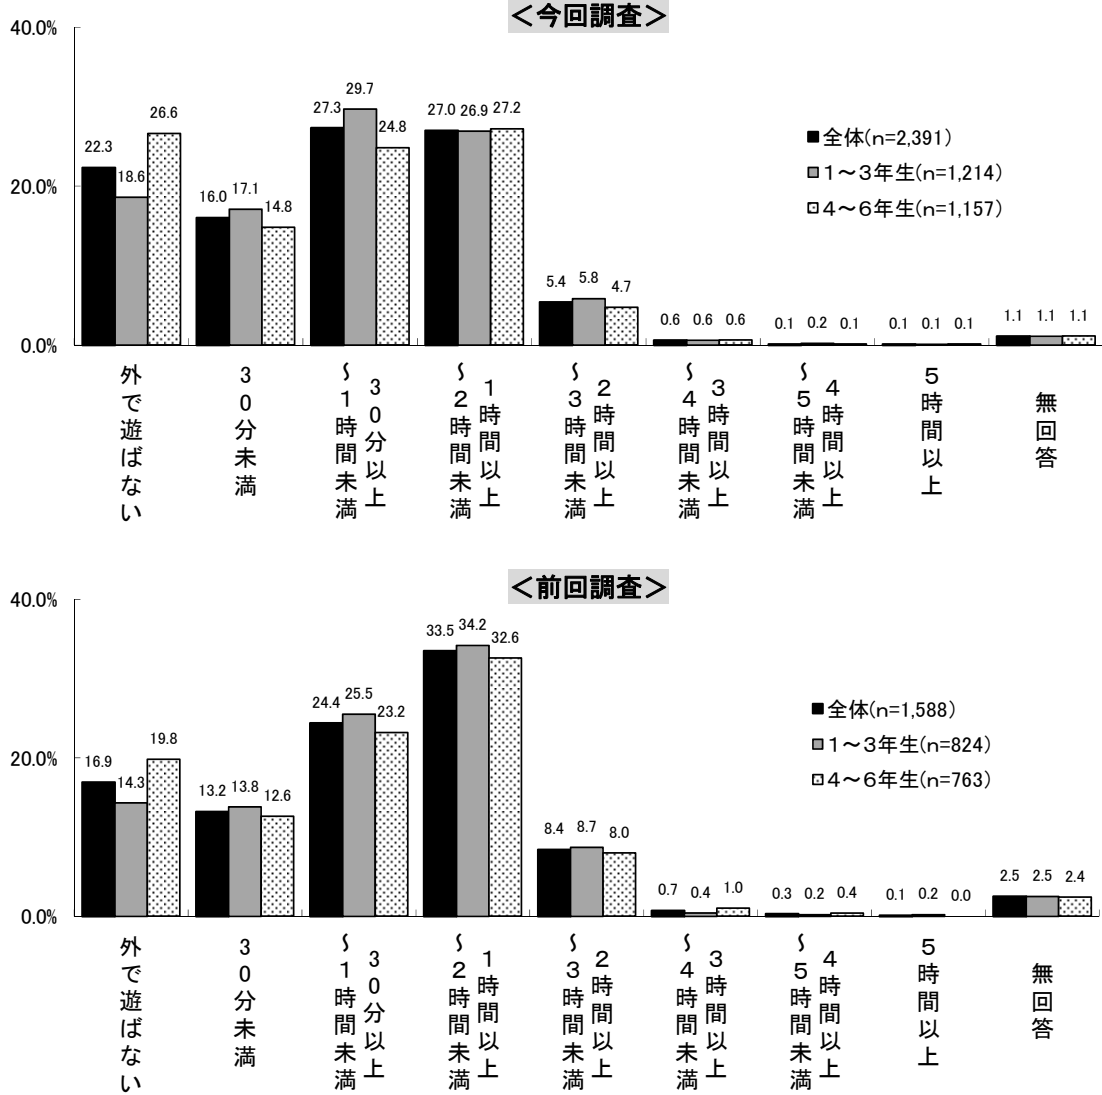 ＜今回調査＞
40.0%
20.0%
0.0%
22.3
18.6
26.6
16.0
17.1
14.8
27.3
29.7
24.8
27.0
26.9
27.2
5.4
5.8
4.7
0.6
0.6
0.6
0.1
0.2
0.1
0.1
0.1
0.1
1.1
1.1
1.1
全体(n=2,391)
1～3年生(n=1,214)
4～6年生(n=1,157)
外で遊ばない
30分未満
30分以上
～1時間未満
1時間以上
～2時間未満
2時間以上
～3時間未満
3時間以上
～4時間未満
4時間以上
～5時間未満
5時間以上
無回答
＜前回調査＞
40.0%
20.0%
0.0%
16.9
14.3
19.8
13.2
13.8
12.6
24.4
25.5
23.2
33.5
34.2
32.6
8.4
8.7
8.0
0.7
0.4
1.0
0.3
0.2
0.4
0.1
0.2
0.0
2.5
2.5
2.4
全体(n=1,588)
1～3年生(n=824)
4～6年生(n=763)
外で遊ばない
30分未満
30分以上
～1時間未満
1時間以上
～2時間未満
2時間以上
～3時間未満
3時間以上
～4時間未満
4時間以上
～5時間未満
5時間以上
無回答